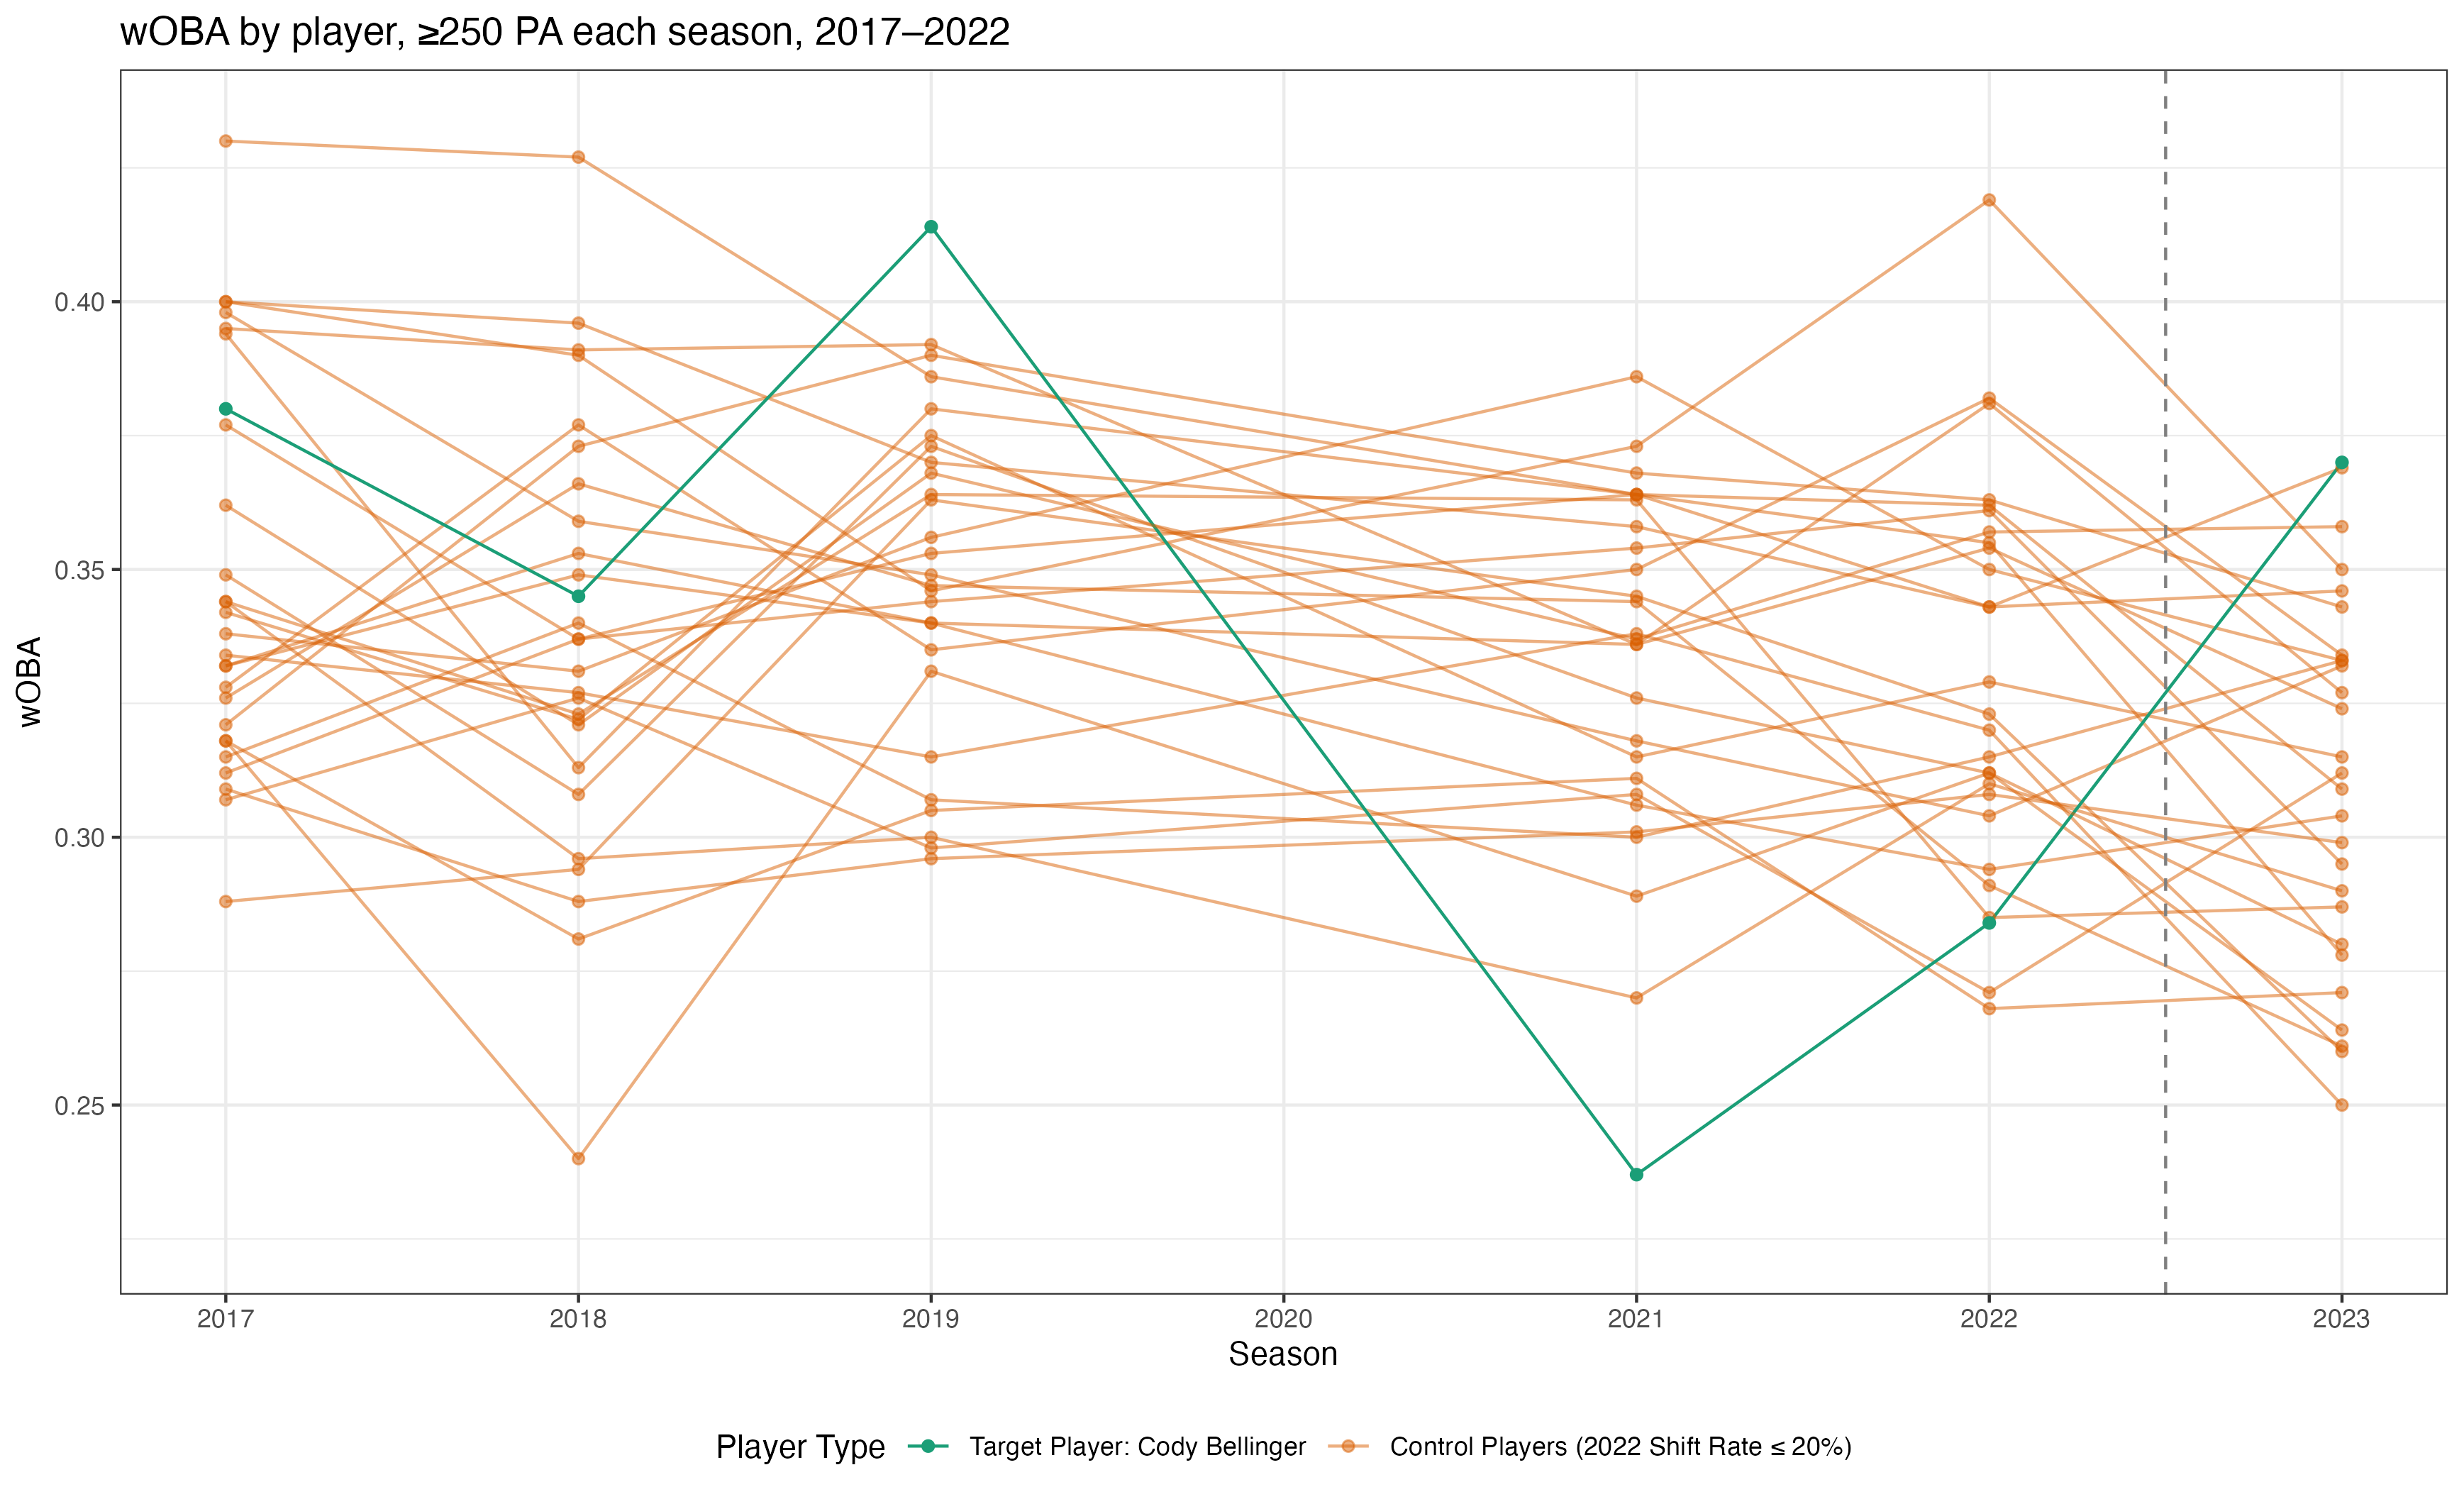 wOBA by player, ≥250 PA each season, 2017–2022
wOBA
0.40
0.35
0.30
0.25
2017 2018 2019 2020 2021 2022 2023
Season
Player Type Target Player: Cody Bellinger Control Players (2022 Shift Rate ≤ 20%)